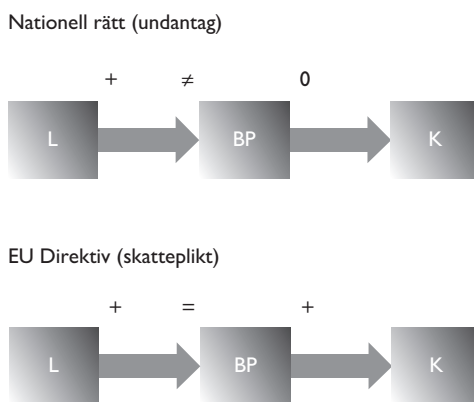 Nationell rätt (undantag)
+ ≠ 0
L BP K
EU Direktiv (skatteplikt)
+ = +
L BP K